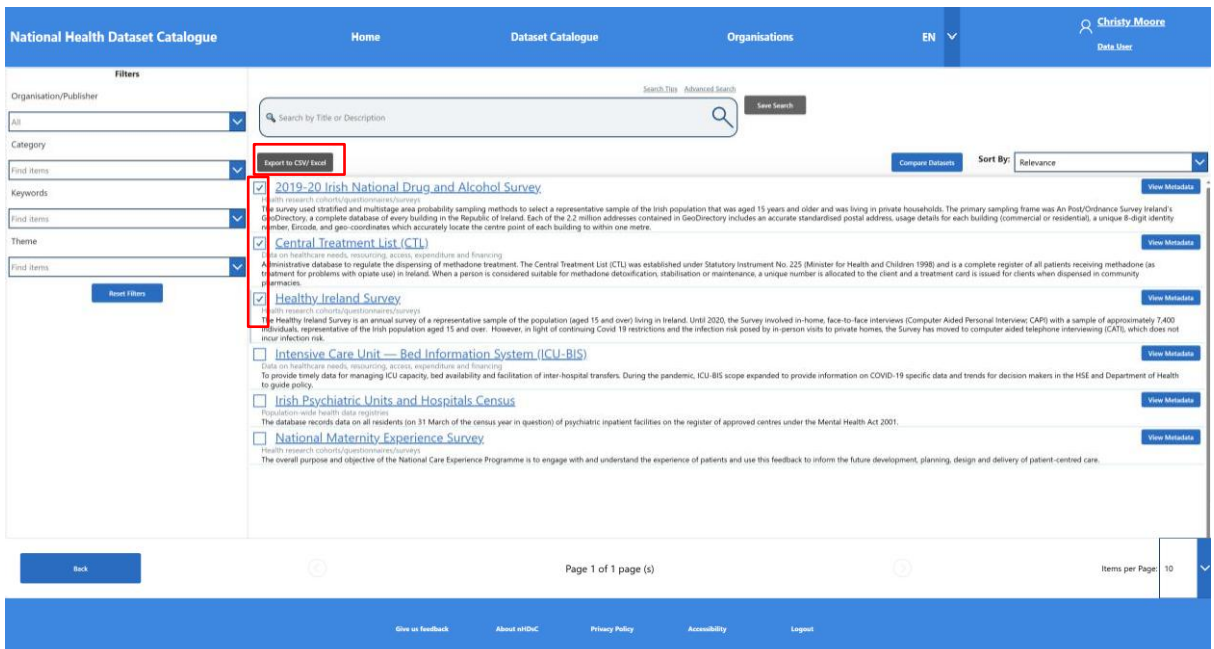 National Health Dataset Catalogue
Home
Dataset Catalogue
Organisations
EN
Christy Moore
Data User
Filters
Organisation/Publisher
All
Category
Find items
Keywords
Find items
Theme
Find items
Reset Filters
Search Tips Advanced Search
Search by Title or Description
Save Search
Export to CSV/ Excel
Compare Datasets
Sort By: Relevance
2019-20 Irish National Drug and Alcohol Survey
View Metadata
Health research cohorts/questionnaires/surveys
The survey used stratified and multistage area probability sampling methods to select a representative sample of the Irish population that was aged 15 years and older and was living in private households. The primary sampling frame was An Post/Ordnance Survey Ireland's
GeoDirectory, a complete database of every building in the Republic of Ireland. Each of the 2.2 million addresses contained in GeoDirectory includes an accurate standardised postal address, usage details for each building (commercial or residential), a unique 8-digit identity
number, Eircode, and geo-coordinates which accurately locate the centre point of each building to within one metre.
Central Treatment List (CTL)
View Metadata
Data on healthcare needs, resourcing, access, expenditure and financing
Administrative database to regulate the dispensing of methadone treatment. The Central Treatment List (CTL) was established under Statutory Instrument No. 225 (Minister for Health and Children 1998) and is a complete register of all patients receiving methadone (as
treatment for problems with opiate use) in Ireland. When a person is considered suitable for methadone detoxification, stabilisation or maintenance, a unique number is allocated to the client and a treatment card is issued for clients when dispensed in community
pharmacies.
Healthy Ireland Survey
View Metadata
Health research cohorts/questionnaires/surveys
The Healthy Ireland Survey is an annual survey of a representative sample of the population (aged 15 and over) living in Ireland. Until 2020, the Survey involved in-home, face-to-face interviews (Computer Aided Personal Interview; CAPI) with a sample of approximately 7,400
individuals, representative of the Irish population aged 15 and over. However, in light of continuing Covid 19 restrictions and the infection risk posed by in-person visits to private homes, the Survey has moved to computer aided telephone interviewing (CATI), which does not
incur infection risk.
Intensive Care Unit — Bed Information System (ICU-BIS)
View Metadata
Data on healthcare needs, resourcing, access, expenditure and financing
To provide timely data for managing ICU capacity, bed availability and facilitation of inter-hospital transfers. During the pandemic, ICU-BIS scope expanded to provide information on COVID-19 specific data and trends for decision makers in the HSE and Department of Health
to guide policy.
Irish Psychiatric Units and Hospitals Census
View Metadata
Population-wide health data registries
The database records data on all residents (on 31 March of the census year in question) of psychiatric inpatient facilities on the register of approved centres under the Mental Health Act 2001.
National Maternity Experience Survey
View Metadata
Health research cohorts/questionnaires/surveys
The overall purpose and objective of the National Care Experience Programme is to engage with and understand the experience of patients and use this feedback to inform the future development, planning, design and delivery of patient-centred care.
Back
Page 1 of 1 page (s)
Items per Page: 10
Give us feedback
About nHDsC
Privacy Policy
Accessibility
Logout